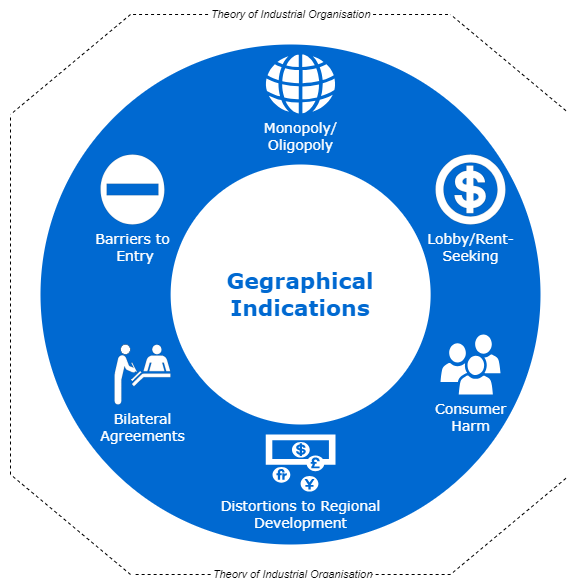 Theory of Industrial Organisation
Monopoly/
Oligopoly
Barriers to
Entry
Lobby/Rent-
Seeking
Gegraphical
Indications
Bilateral
Agreements
Consumer
Harm
Distortions to Regional
Development
Theory of Industrial Organisation